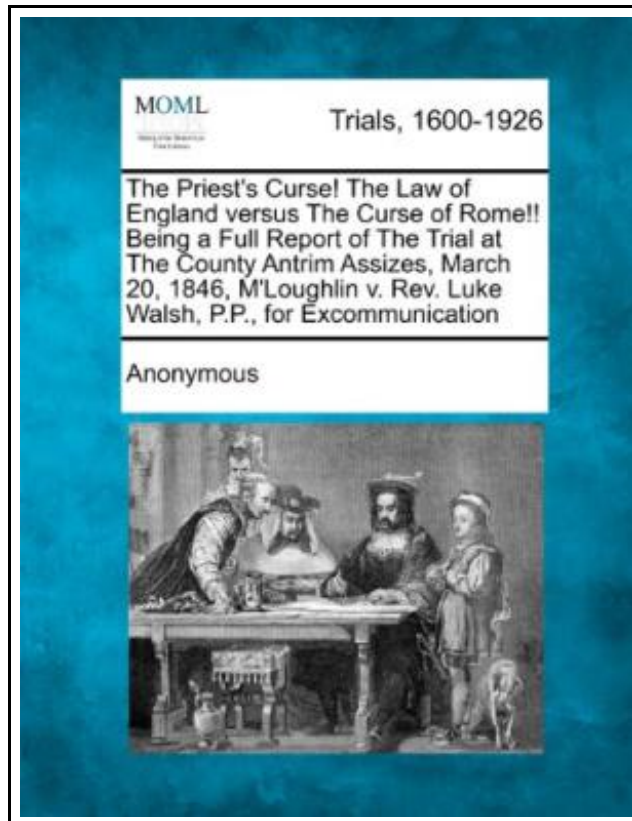 MOML
Trials, 1600-1926
The Priest's Curse! The Law of
England versus The Curse of Rome!!
Being a Full Report of The Trial at
The County Antrim Assizes, March
20, 1846, M'Loughlin v. Rev. Luke
Walsh, P.P., for Excommunication
Anonymous